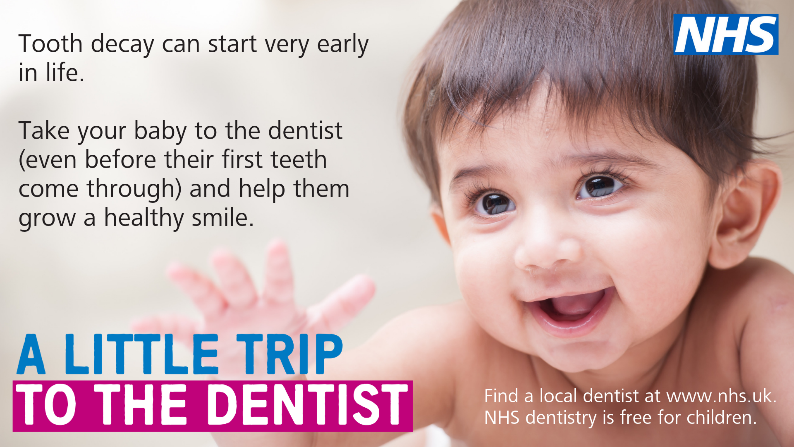 NHS
Tooth decay can start very early
in life.
Take your baby to the dentist
(even before their first teeth
come through) and help them
grow a healthy smile.
A LITTLE TRIP
TO THE DENTIST
Find a local dentist at www.nhs.uk.
NHS dentistry is free for children.